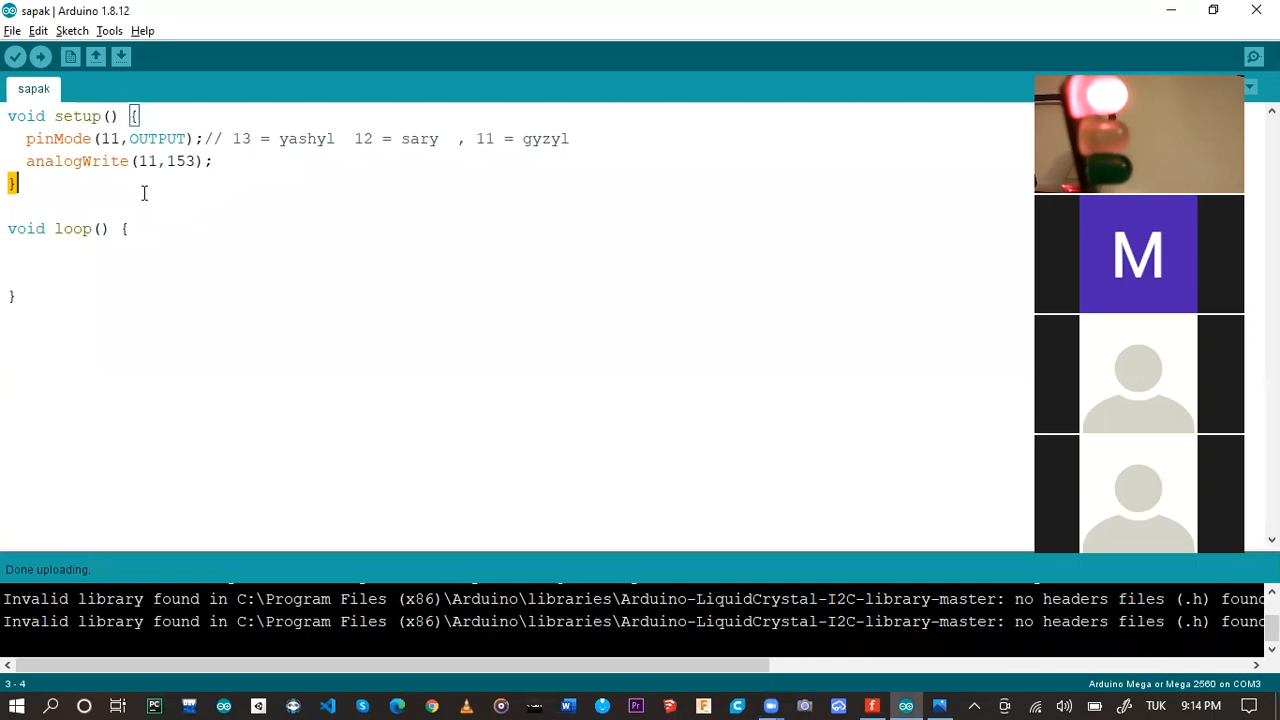 sapak | Arduino 1.8.12
File Edit Sketch Tools Help
sapak
void setup() {
pinMode(11,OUTPUT);// 13 = yashyl 12 = sary , 11 = gyzyl
analogWrite(11,153);
}
void loop() {
}
M
Done uploading.
Invalid library found in C:\Program Files (x86)\Arduino\libraries\Arduino-LiquidCrystal-I2C-library-master: no headers files (.h) found
Invalid library found in C:\Program Files (x86)\Arduino\libraries\Arduino-LiquidCrystal-I2C-library-master: no headers files (.h) found
3 - 4
Arduino Mega or Mega 2560 on COM3
TUK 9:14 PM